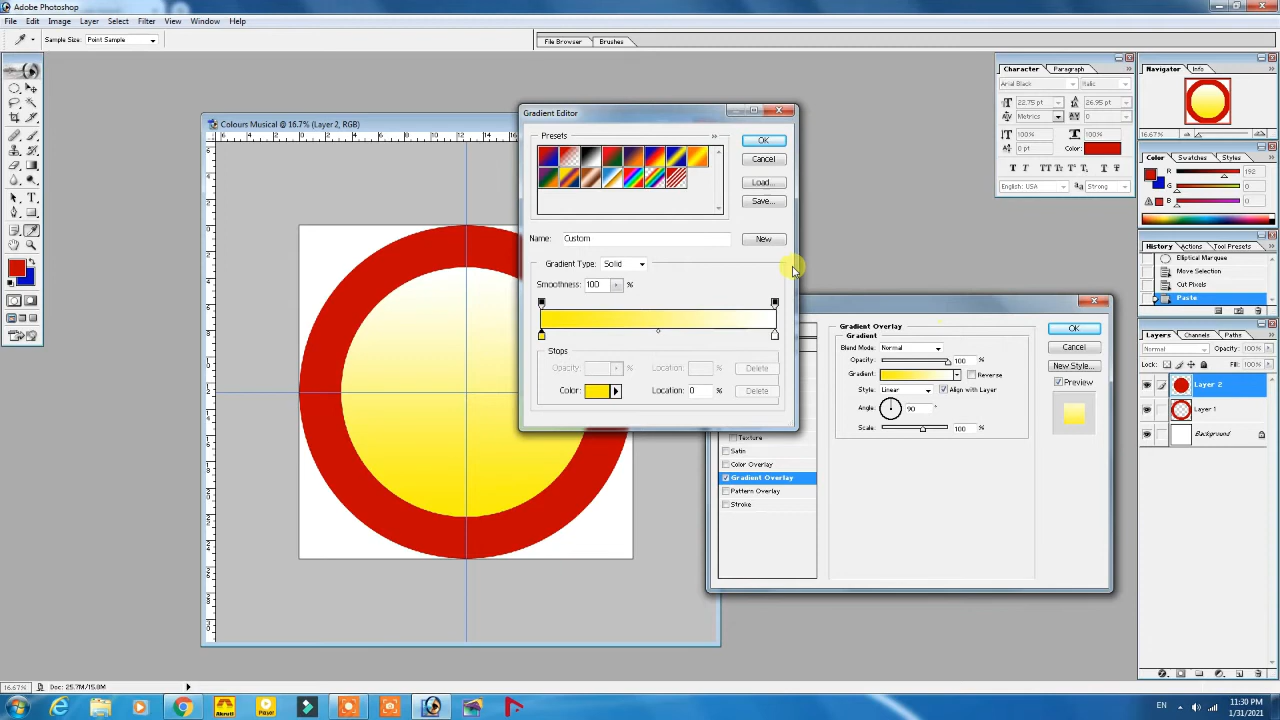 Adobe Photoshop
File Edit Image Layer Select Filter View Window Help
Sample Size: Point Sample
File Browser Brushes
Colours Musical @ 16.7% (Layer 2, RGB)
Gradient Editor
Presets
OK
Cancel
Load...
Save...
Name: Custom
New
Gradient Type: Solid
Smoothness: 100 %
Stops
Opacity: % Location: % Delete
Color: Location: 0 % Delete
Gradient Overlay
Gradient
Blend Mode: Normal
Opacity: 100 %
Gradient: Reverse
Style: Linear Align with Layer
Angle: 90 °
Scale: 100 %
OK
Cancel
New Style...
Preview
Texture
Satin
Color Overlay
Gradient Overlay
Pattern Overlay
Stroke
Character Paragraph
Arial Black Italic
22.75 pt 26.95 pt
Metrics 0
100% 100%
0 pt Color:
English: USA Strong
Navigator Info
16.67%
Color Swatches Styles
R 192
G 0
B 0
History Actions Tool Presets
Elliptical Marquee
Move Selection
Cut Pixels
Paste
Layers Channels Paths
Normal Opacity: 100%
Lock: Fill: 100%
Layer 2
Layer 1
Background
16.67% Doc: 25.7M/15.8M
Akruti
Payor
EN
11:30 PM
1/31/2021